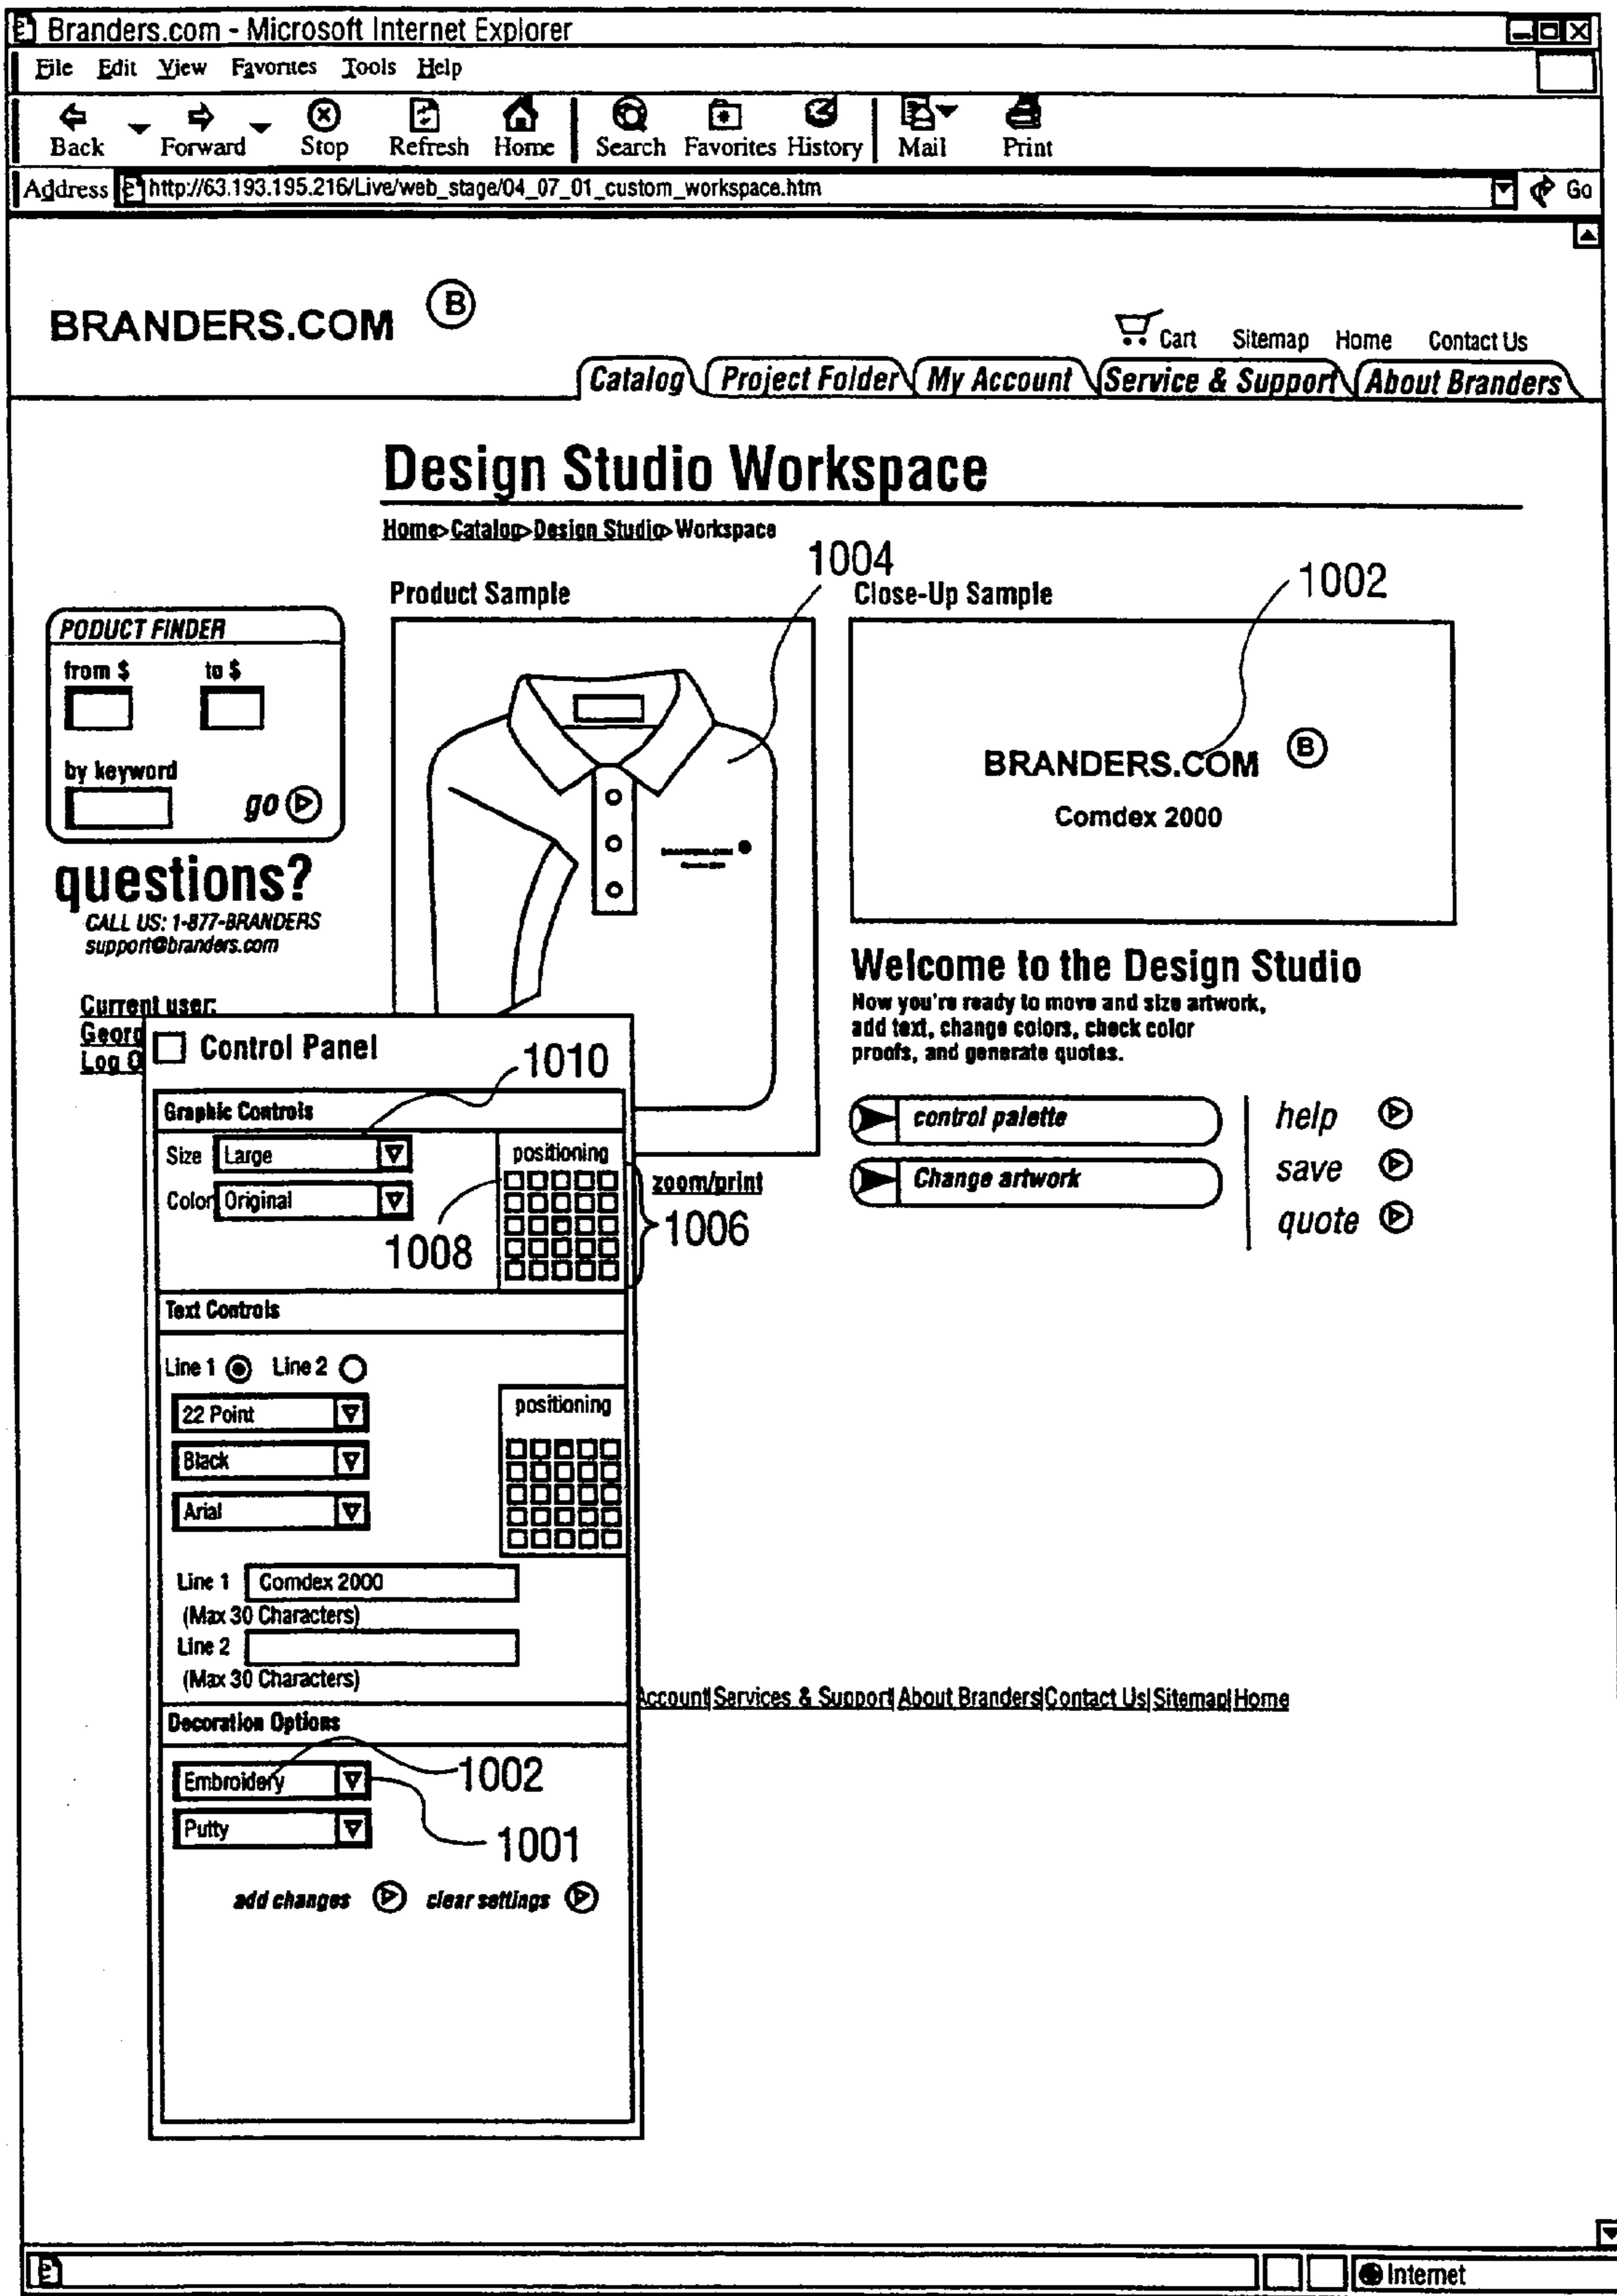 Branders.com - Microsoft Internet Explorer
File Edit View Favorites Tools Help
Back Forward Stop Refresh Home Search Favorites History Mail Print
Address http://63.193.195.216/Live/web_stage/04_07_01_custom_workspace.htm Go
BRANDERS.COM B
Cart Sitemap Home Contact Us
Catalog Project Folder My Account Service & Support About Branders
Design Studio Workspace
Home>Catalog>Design Studio>Workspace
1004
1002
Product Sample
Close-Up Sample
PODUCT FINDER
from $ to $
by keyword
go
questions?
CALL US: 1-877-BRANDERS
support@branders.com
Current user:
Georg
Log O
BRANDERS.COM B
Comdex 2000
Welcome to the Design Studio
Now you're ready to move and size artwork,
add text, change colors, check color
proofs, and generate quotes.
control palette
Change artwork
help
save
quote
Control Panel
1010
Graphic Controls
Size Large
Color Original
positioning
zoom/print
1008
1006
Text Controls
Line 1 Line 2
22 Point
Black
Arial
positioning
Line 1 Comdex 2000
(Max 30 Characters)
Line 2
(Max 30 Characters)
Account|Services & Support|About Branders|Contact Us|Sitemap|Home
Decoration Options
Embroidery
1002
Putty
1001
add changes clear settings
Internet